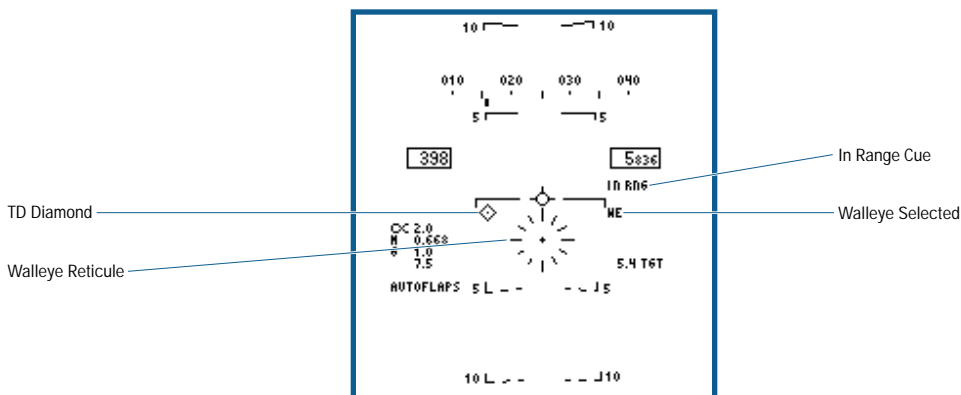 10 10
010 020 030 040
5 5
398 5836
In Range Cue
IN RNG
TD Diamond
WE
Walleye Selected
α 2.0
M 0.668
Walleye Reticule
G 1.0
7.5
5.4 TGT
AUTOFLAPS 5 5
10 10